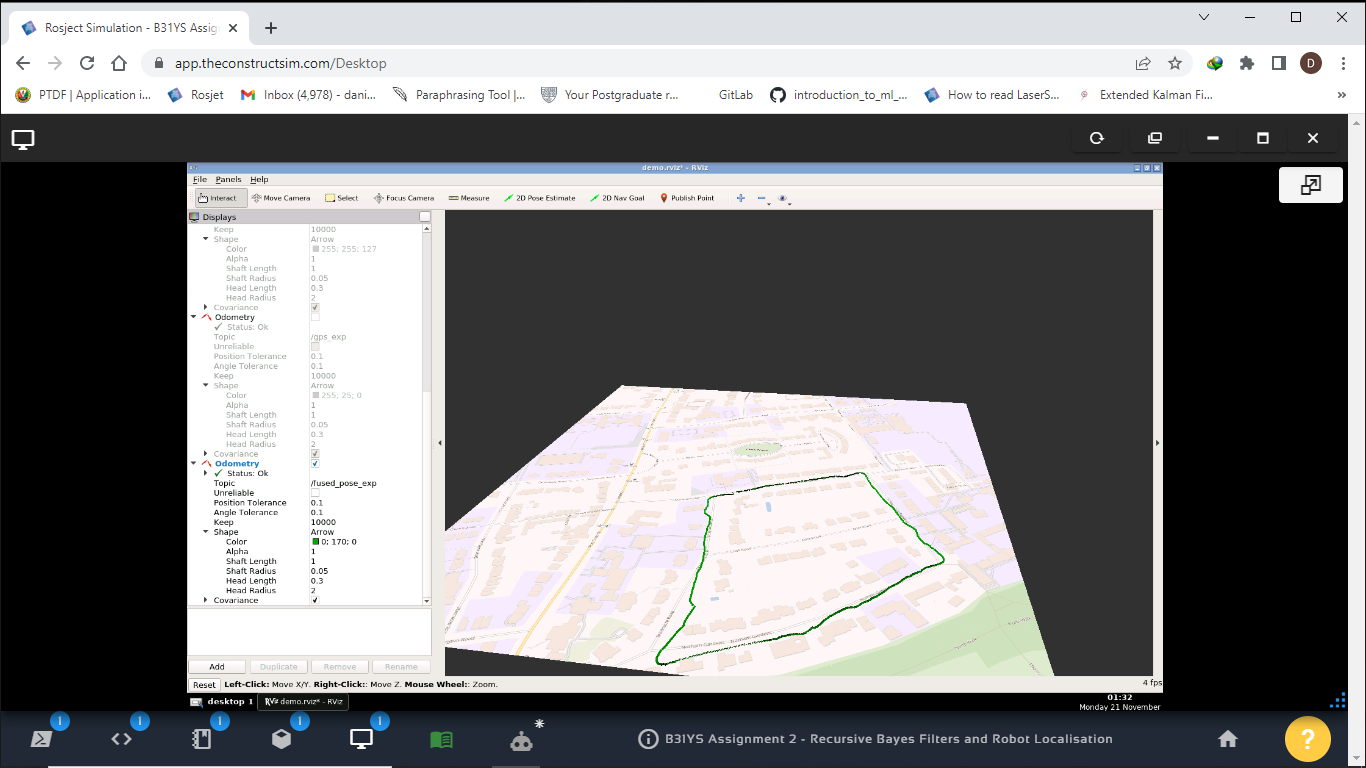 Rosject Simulation - B31YS Assig
app.theconstructsim.com/Desktop
D
PTDF | Application i... Rosjet Inbox (4,978) - dani... Paraphrasing Tool |... Your Postgraduate r... GitLab introduction_to_ml_... How to read LaserS... Extended Kalman Fi... »
demo.rviz* - RViz
File Panels Help
Interact Move Camera Select Focus Camera Measure 2D Pose Estimate 2D Nav Goal Publish Point
Displays
Keep 10000
Shape Arrow
Color 255; 255; 127
Alpha 1
Shaft Length 1
Shaft Radius 0.05
Head Length 0.3
Head Radius 2
Covariance
Odometry
Status: Ok
Topic /gps_exp
Unreliable
Position Tolerance 0.1
Angle Tolerance 0.1
Keep 10000
Shape Arrow
Color 255; 25; 0
Alpha 1
Shaft Length 1
Shaft Radius 0.05
Head Length 0.3
Head Radius 2
Covariance
Odometry
Status: Ok
Topic /fused_pose_exp
Unreliable
Position Tolerance 0.1
Angle Tolerance 0.1
Keep 10000
Shape Arrow
Color 0; 170; 0
Alpha 1
Shaft Length 1
Shaft Radius 0.05
Head Length 0.3
Head Radius 2
Covariance
Add Duplicate Remove Rename
Reset Left-Click: Move X/Y. Right-Click:: Move Z. Mouse Wheel:: Zoom. 4 fps
desktop 1 demo.rviz* - RViz 01:32
Monday 21 November
1 1 1 1 1
B31YS Assignment 2 - Recursive Bayes Filters and Robot Localisation
?